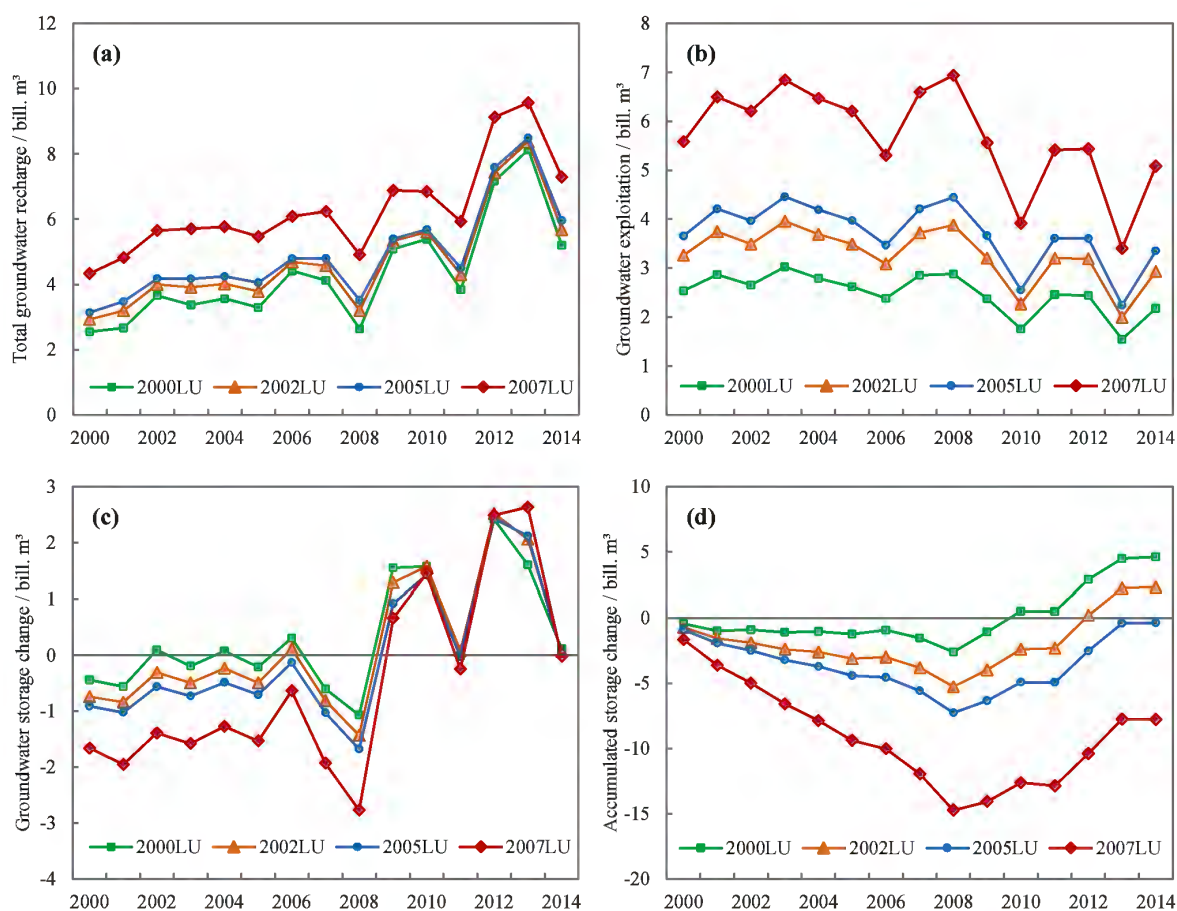 (a)
Total groundwater recharge / bill. m³
12
10
8
6
4
2
0
2000LU 2002LU 2005LU 2007LU
2000 2002 2004 2006 2008 2010 2012 2014
(b)
Groundwater exploitation / bill. m³
8
7
6
5
4
3
2
1
0
2000LU 2002LU 2005LU 2007LU
2000 2002 2004 2006 2008 2010 2012 2014
(c)
Groundwater storage change / bill. m³
3
2
1
0
-1
-2
-3
-4
2000LU 2002LU 2005LU 2007LU
2000 2002 2004 2006 2008 2010 2012 2014
(d)
Accumulated storage change / bill. m³
10
5
0
-5
-10
-15
-20
2000LU 2002LU 2005LU 2007LU
2000 2002 2004 2006 2008 2010 2012 2014